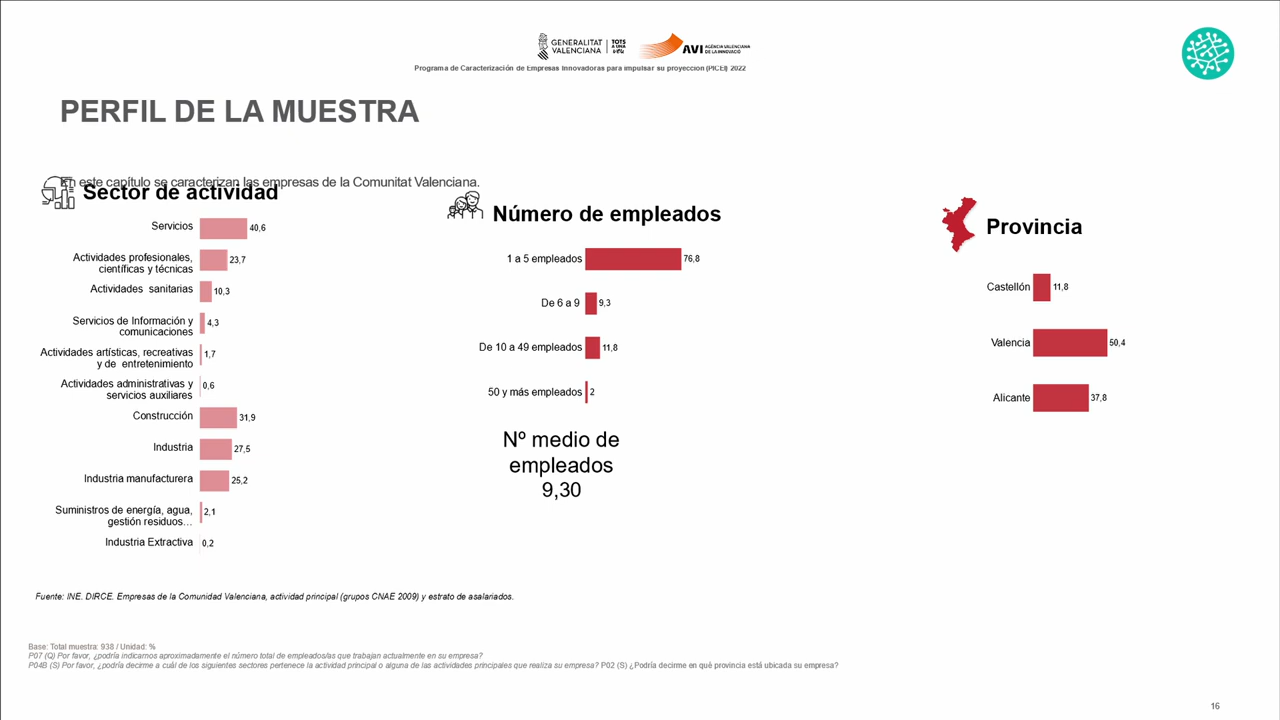 GENERALITAT
VALENCIANA
TOTS
A UNA
veu
AVI AGÈNCIA VALENCIANA
DE LA INNOVACIÓ
Programa de Caracterización de Empresas Innovadoras para impulsar su proyección (PICEI) 2022
PERFIL DE LA MUESTRA
En este capítulo se caracterizan las empresas de la Comunitat Valenciana.
Sector de actividad
Servicios 40,6
Actividades profesionales,
científicas y técnicas 23,7
Actividades sanitarias 10,3
Servicios de Información y
comunicaciones 4,3
Actividades artísticas, recreativas
y de entretenimiento 1,7
Actividades administrativas y
servicios auxiliares 0,6
Construcción 31,9
Industria 27,5
Industria manufacturera 25,2
Suministros de energía, agua,
gestión residuos… 2,1
Industria Extractiva 0,2
Número de empleados
1 a 5 empleados 76,8
De 6 a 9 9,3
De 10 a 49 empleados 11,8
50 y más empleados 2
Nº medio de
empleados
9,30
Provincia
Castellón 11,8
Valencia 50,4
Alicante 37,8
Fuente: INE. DIRCE. Empresas de la Comunidad Valenciana, actividad principal (grupos CNAE 2009) y estrato de asalariados.
Base: Total muestra: 938 / Unidad: %
P07 (Q) Por favor, ¿podría indicarnos aproximadamente el número total de empleados/as que trabajan actualmente en su empresa?
P04B (S) Por favor, ¿podría decirme a cuál de los siguientes sectores pertenece la actividad principal o alguna de las actividades principales que realiza su empresa? P02 (S) ¿Podría decirme en qué provincia está ubicada su empresa?
16